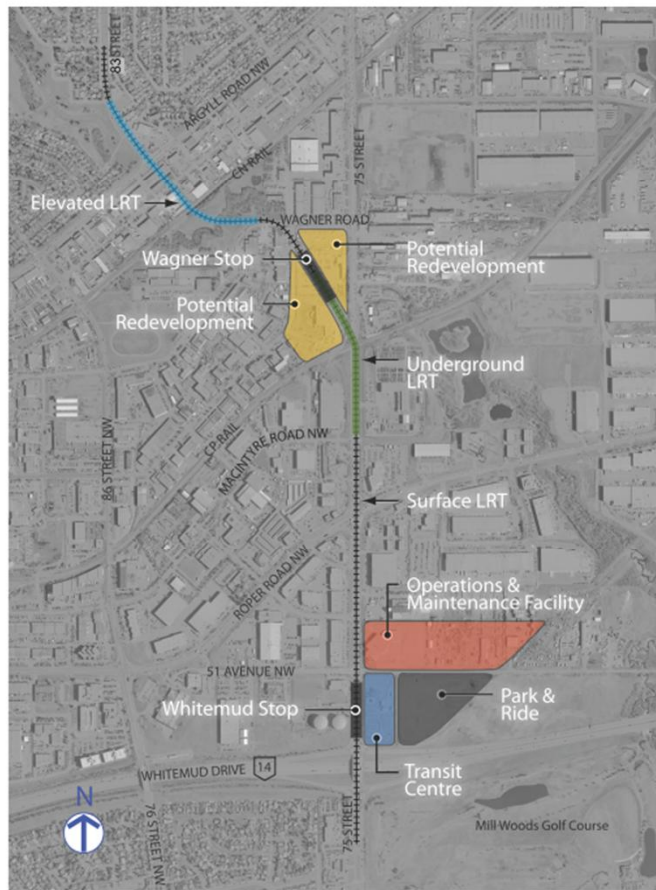 83 STREET
ARGYLL ROAD NW
CN RAIL
75 STREET
Elevated LRT
WAGNER ROAD
Wagner Stop
Potential
Redevelopment
Potential
Redevelopment
Underground
LRT
CP RAIL
MACINTYRE ROAD NW
86 STREET NW
Surface LRT
ROPER ROAD NW
Operations &
Maintenance Facility
51 AVENUE NW
Whitemud Stop
Park &
Ride
WHITEMUD DRIVE
14
Transit
Centre
N
76 STREET NW
75 STREET
Mill Woods Golf Course